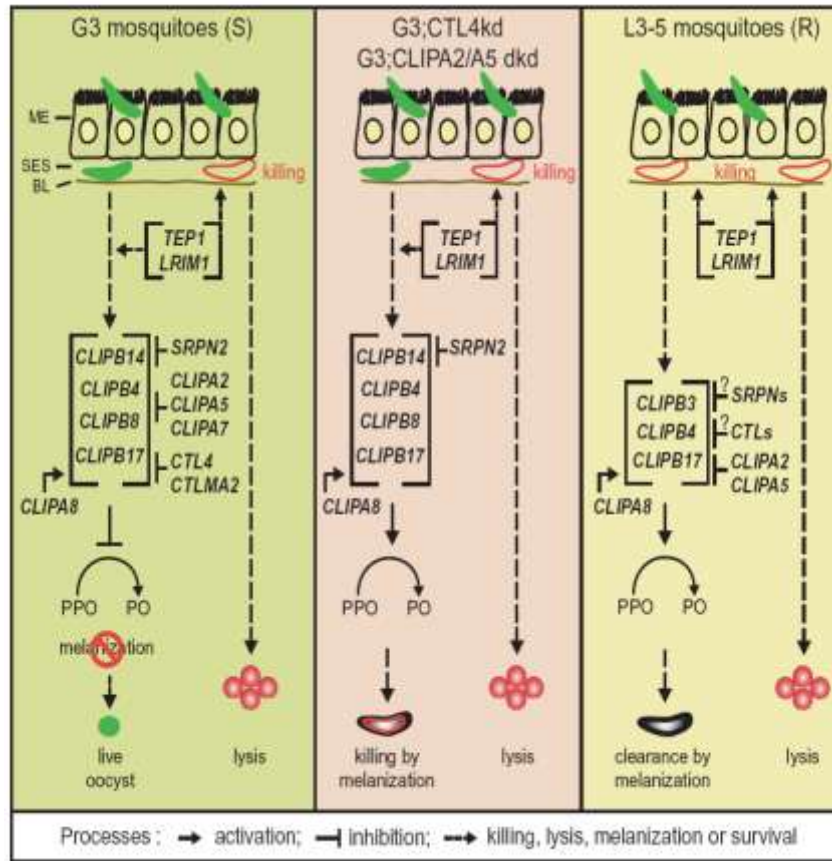 G3 mosquitoes (S)
ME
SES
BL
killing
TEP1
LRIM1
CLIPB14
CLIPB4
CLIPB8
CLIPB17
SRPN2
CLIPA2
CLIPA5
CLIPA7
CTL4
CTLMA2
CLIPA8
PPO PO
melanization
live
oocyst
lysis
G3;CTL4kd
G3;CLIPA2/A5 dkd
killing
TEP1
LRIM1
CLIPB14
CLIPB4
CLIPB8
CLIPB17
SRPN2
CLIPA8
PPO PO
killing by
melanization
lysis
L3-5 mosquitoes (R)
killing
TEP1
LRIM1
CLIPB3
CLIPB4
CLIPB17
? SRPNs
? CTLs
CLIPA2
CLIPA5
CLIPA8
PPO PO
clearance by
melanization
lysis
Processes : activation; inhibition; killing, lysis, melanization or survival